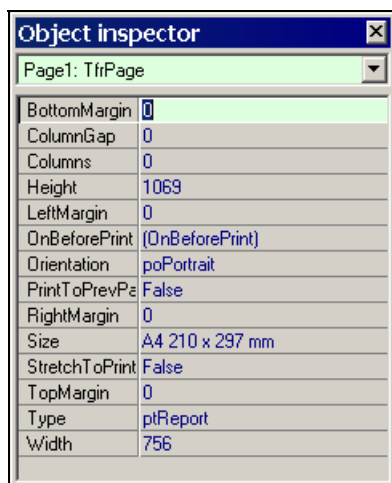 Object inspector
Page1: TfrPage
BottomMargin 0
ColumnGap 0
Columns 0
Height 1069
LeftMargin 0
OnBeforePrint (OnBeforePrint)
Orientation poPortrait
PrintToPrevPa False
RightMargin 0
Size A4 210 x 297 mm
StretchToPrint False
TopMargin 0
Type ptReport
Width 756